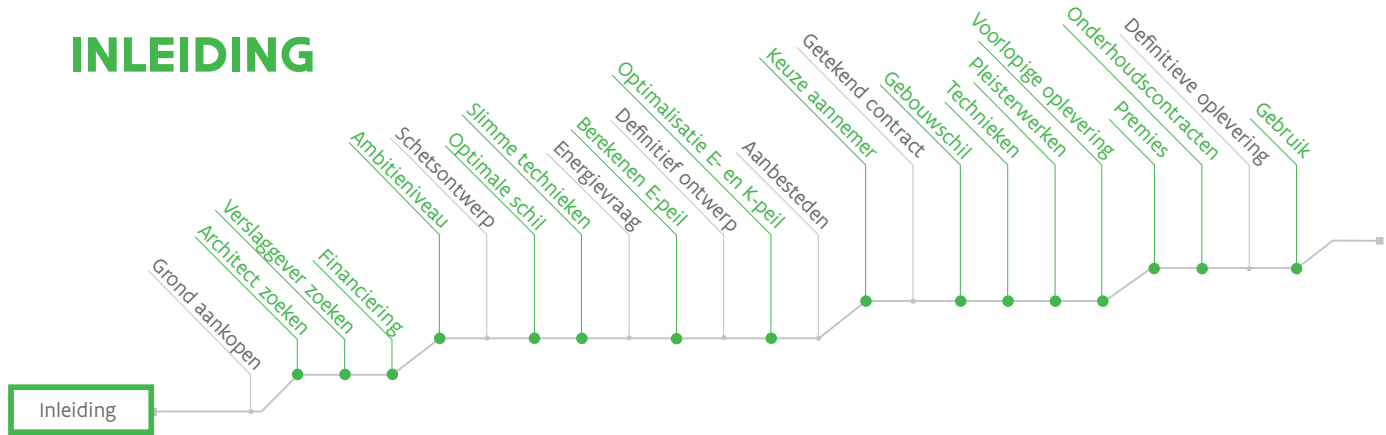 INLEIDING
Inleiding
Grond aankopen
Architect zoeken
Verslaggever zoeken
Financiering
Ambitieniveau
Schetsontwerp
Optimale schil
Slimme technieken
Energievraag
Berekenen E-peil
Definitief ontwerp
Optimalisatie E- en K-peil
Aanbesteden
Keuze aannemer
Getekend contract
Gebouwschil
Technieken
Pleisterwerken
Voorlopige oplevering
Premies
Onderhoudscontracten
Definitieve oplevering
Gebruik